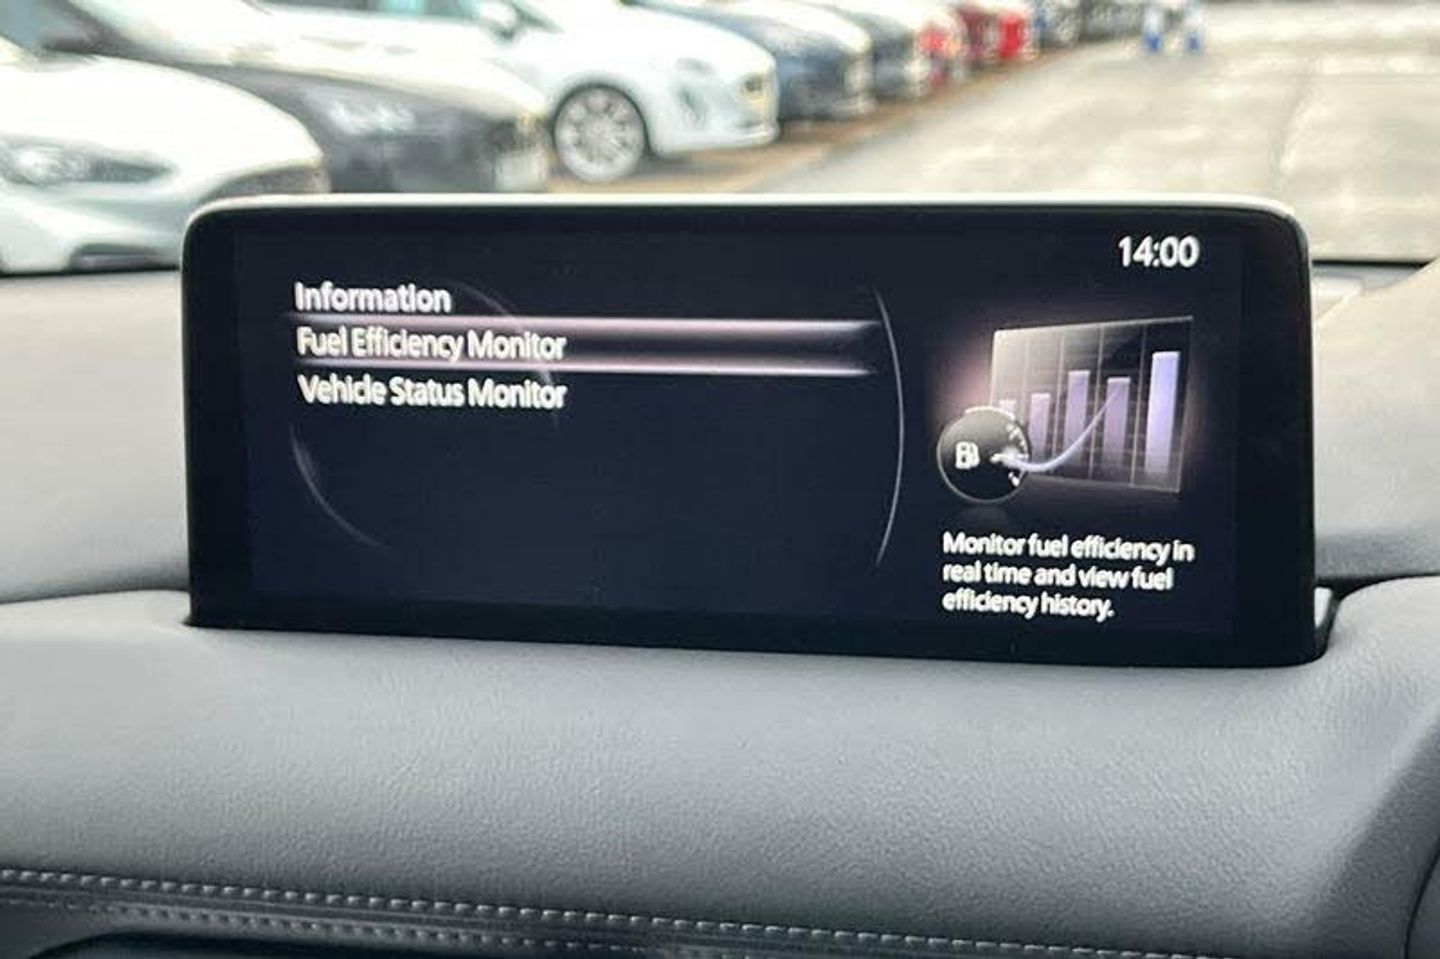 14:00
Information
Fuel Efficiency Monitor
Vehicle Status Monitor
Monitor fuel efficiency in
real time and view fuel
efficiency history.